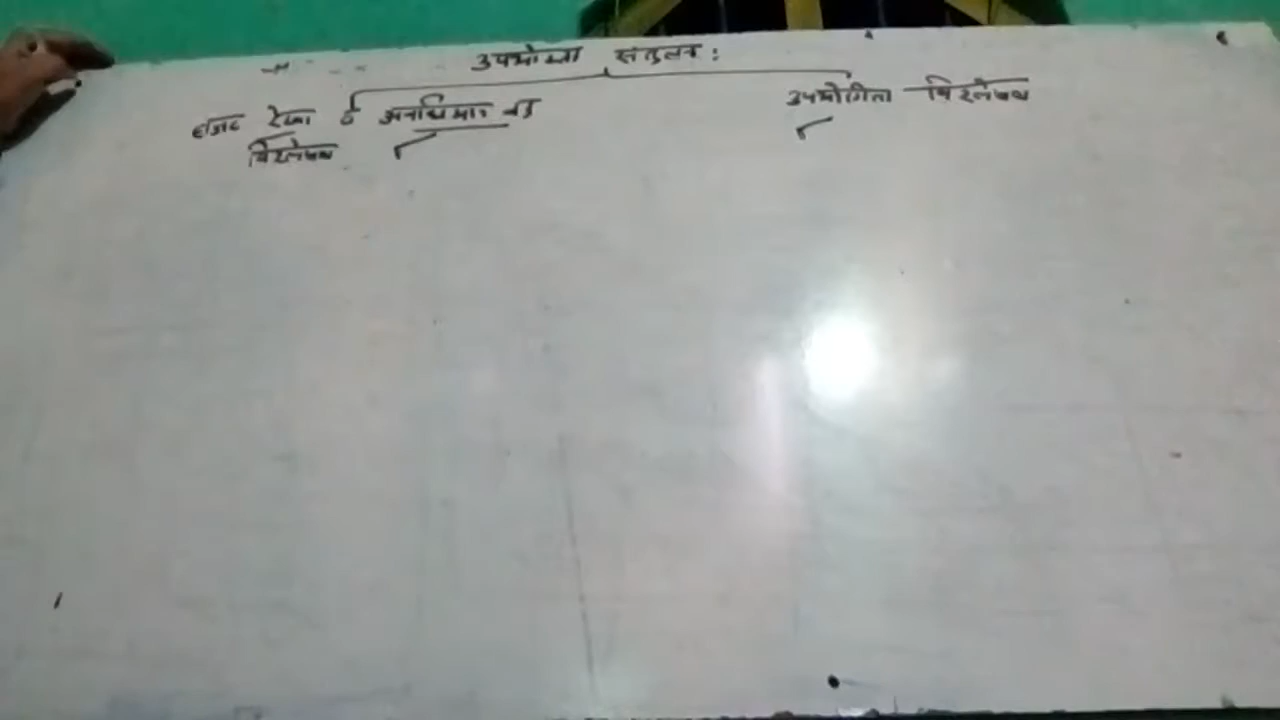 उपभोक्ता संतुलन :
बजट रेखा व अनधिमान वक्र
विश्लेषण
उपयोगिता विश्लेषण